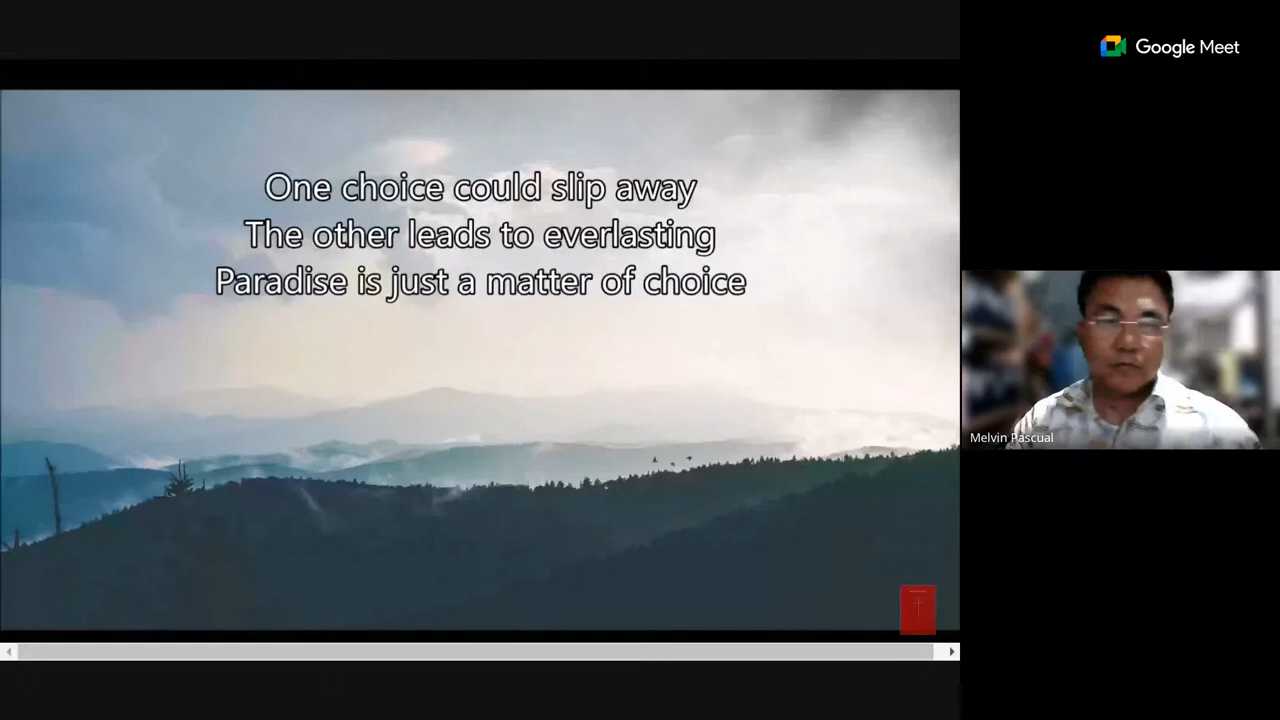 One choice could slip away
The other leads to everlasting
Paradise is just a matter of choice
Google Meet
Melvin Pascual